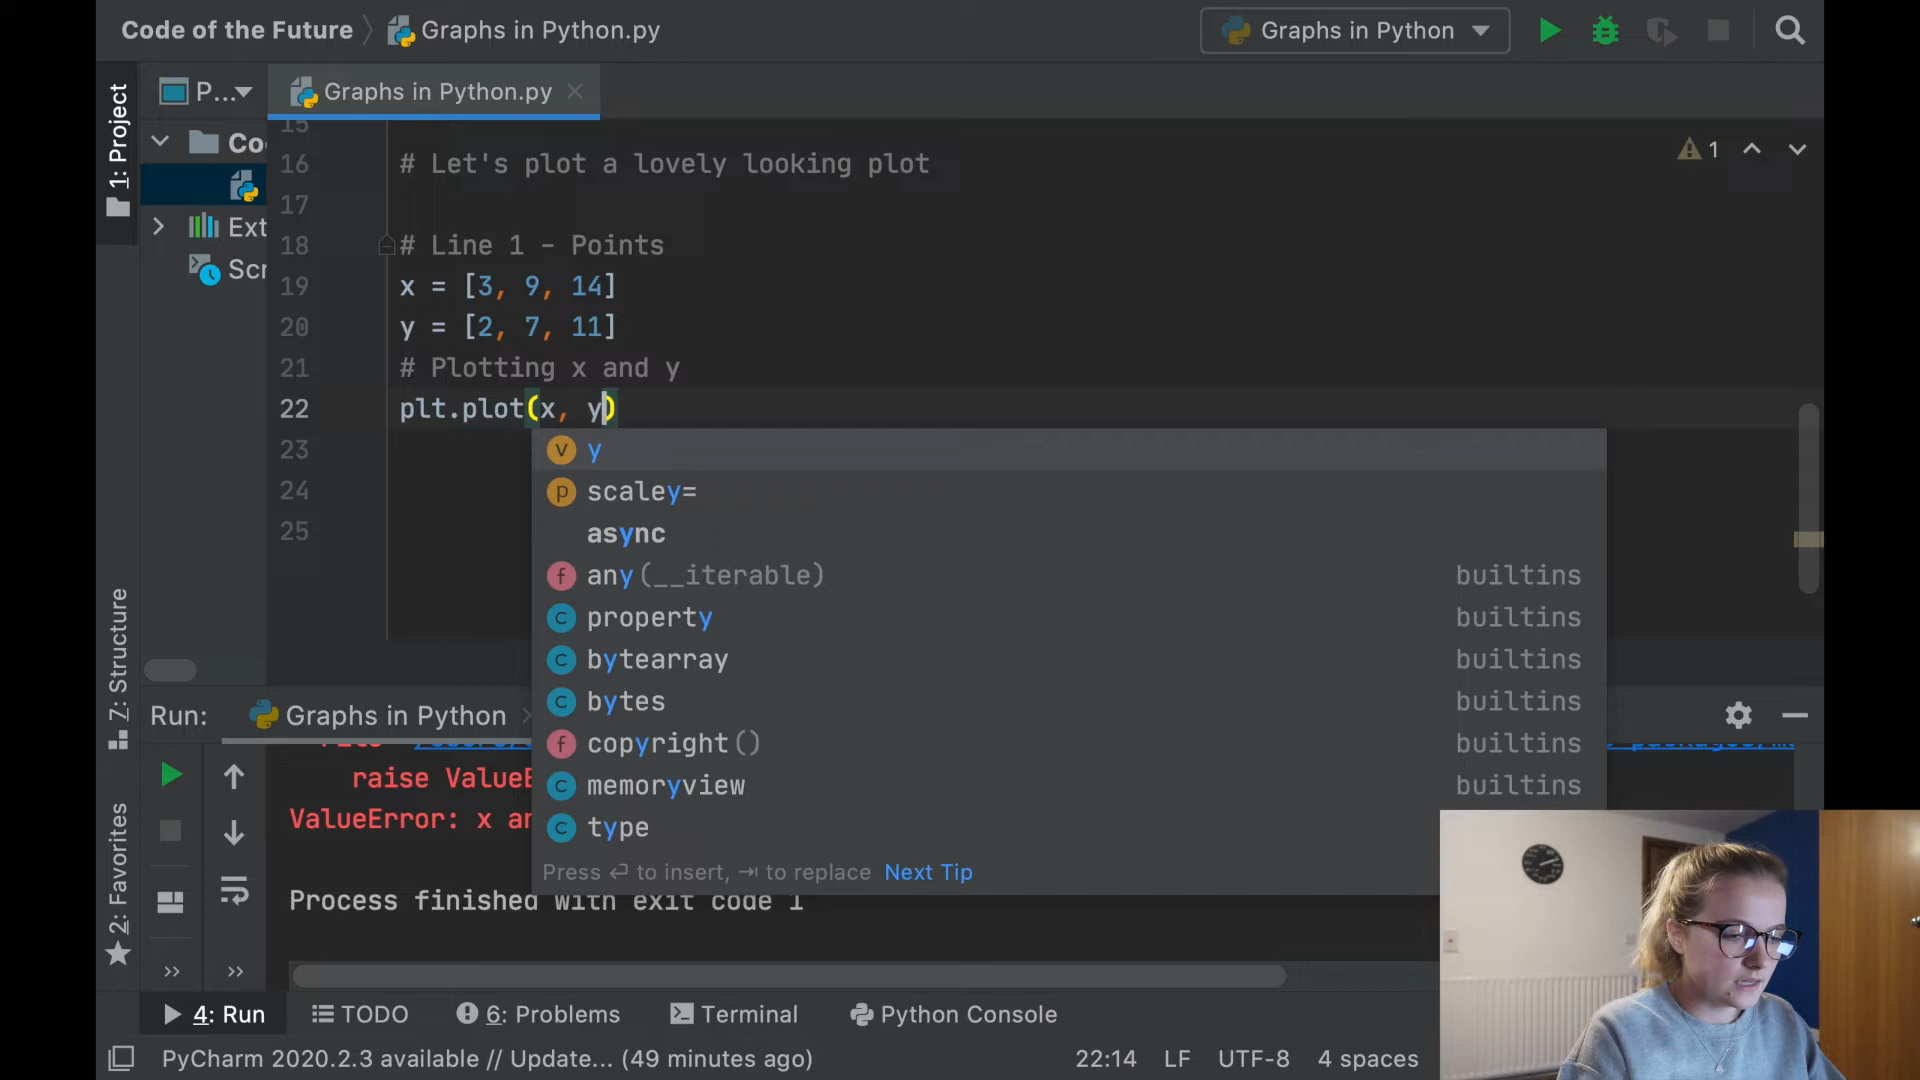 Code of the Future
Graphs in Python.py
Graphs in Python
1: Project
P...
Graphs in Python.py
Co
Ext
Scr
15
16 # Let's plot a lovely looking plot
17
18 # Line 1 - Points
19 x = [3, 9, 14]
20 y = [2, 7, 11]
21 # Plotting x and y
22 plt.plot(x, y)
23
24
25
1
v y
p scaley=
async
f any(__iterable) builtins
c property builtins
c bytearray builtins
c bytes builtins
f copyright() builtins
c memoryview builtins
c type
Press ⏎ to insert, ⇥ to replace Next Tip
7: Structure
2: Favorites
Run: Graphs in Python
raise ValueE
ValueError: x an
Process finished with exit code 1
4: Run
TODO
6: Problems
Terminal
Python Console
PyCharm 2020.2.3 available // Update... (49 minutes ago)
22:14 LF UTF-8 4 spaces